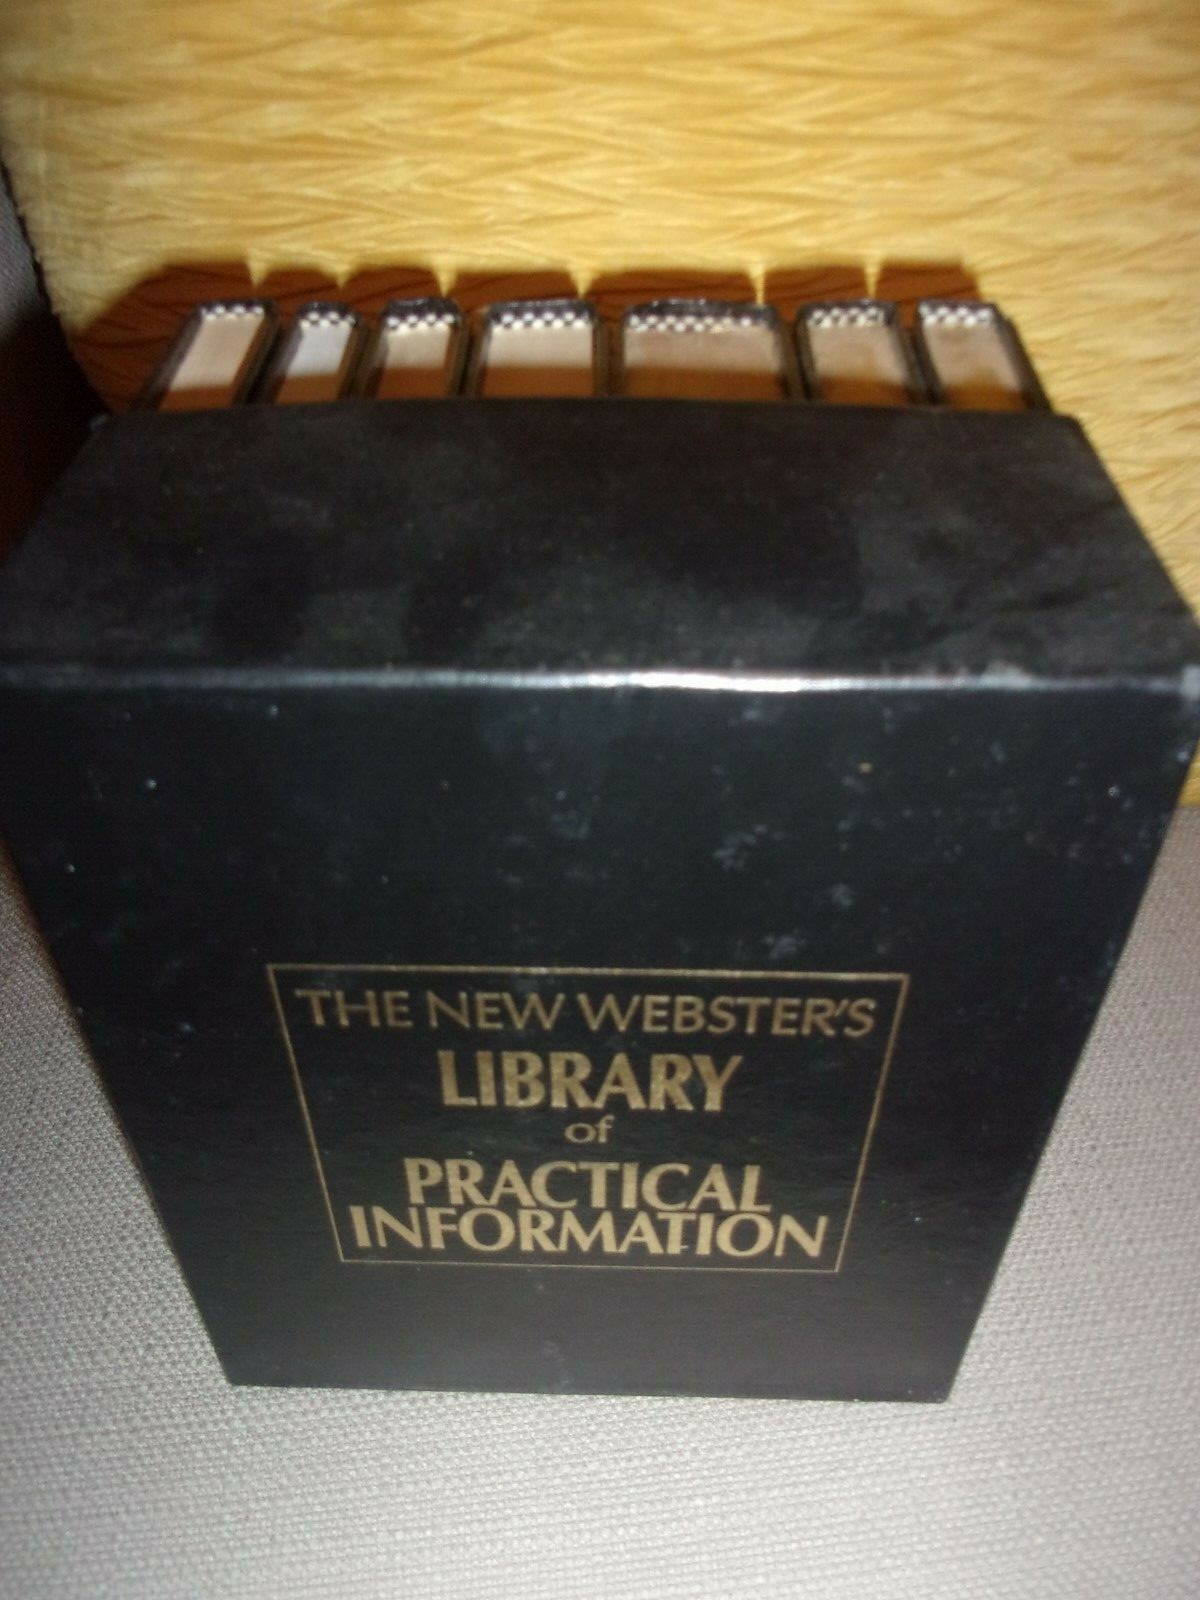 THE NEW WEBSTER'S
LIBRARY
of
PRACTICAL
INFORMATION